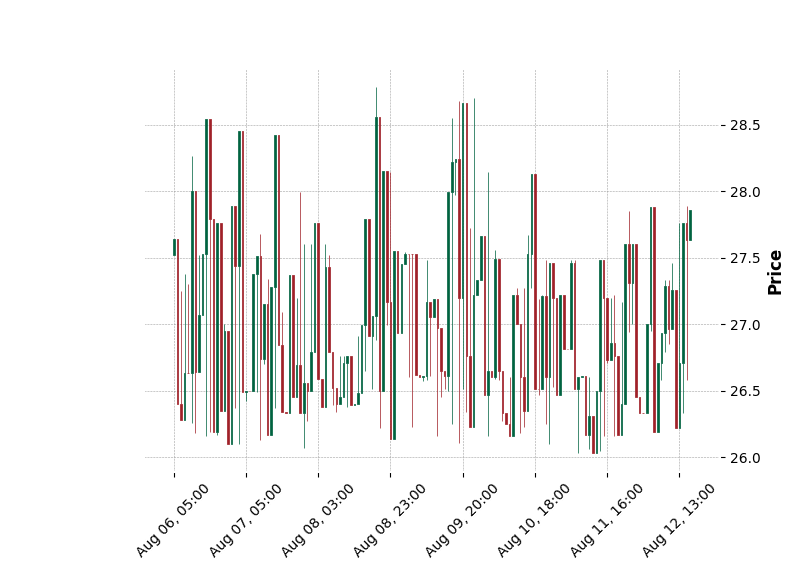 28.5
28.0
27.5
27.0
26.5
26.0
Price
Aug 06, 05:00
Aug 07, 05:00
Aug 08, 03:00
Aug 08, 23:00
Aug 09, 20:00
Aug 10, 18:00
Aug 11, 16:00
Aug 12, 13:00